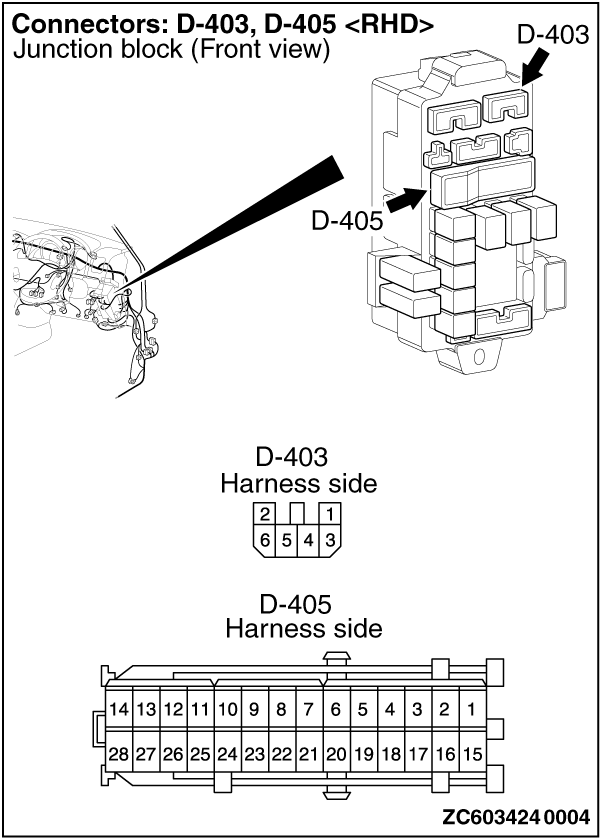 Connectors: D-403, D-405 <RHD>
Junction block (Front view)
D-403
D-405
D-403
Harness side
2 1
6 5 4 3
D-405
Harness side
14 13 12 11 10 9 8 7 6 5 4 3 2 1
28 27 26 25 24 23 22 21 20 19 18 17 16 15
ZC603424 0004